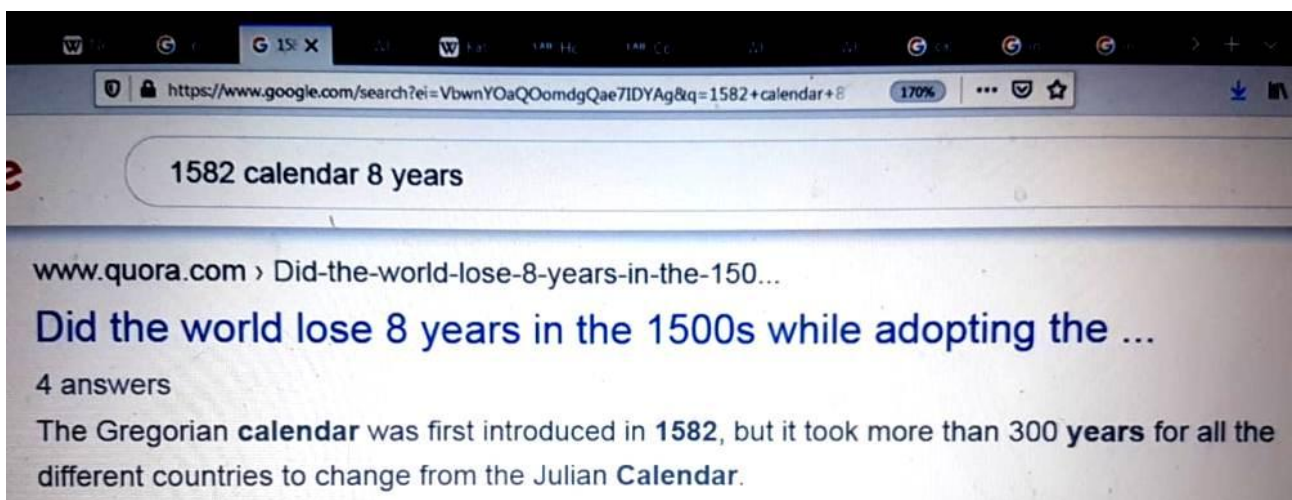 15
https://www.google.com/search?ei=VbwnYOaQOomdgQae7IDYAg&q=1582+calendar+8
170%
e
1582 calendar 8 years
www.quora.com › Did-the-world-lose-8-years-in-the-150...
Did the world lose 8 years in the 1500s while adopting the ...
4 answers
The Gregorian calendar was first introduced in 1582, but it took more than 300 years for all the
different countries to change from the Julian Calendar.